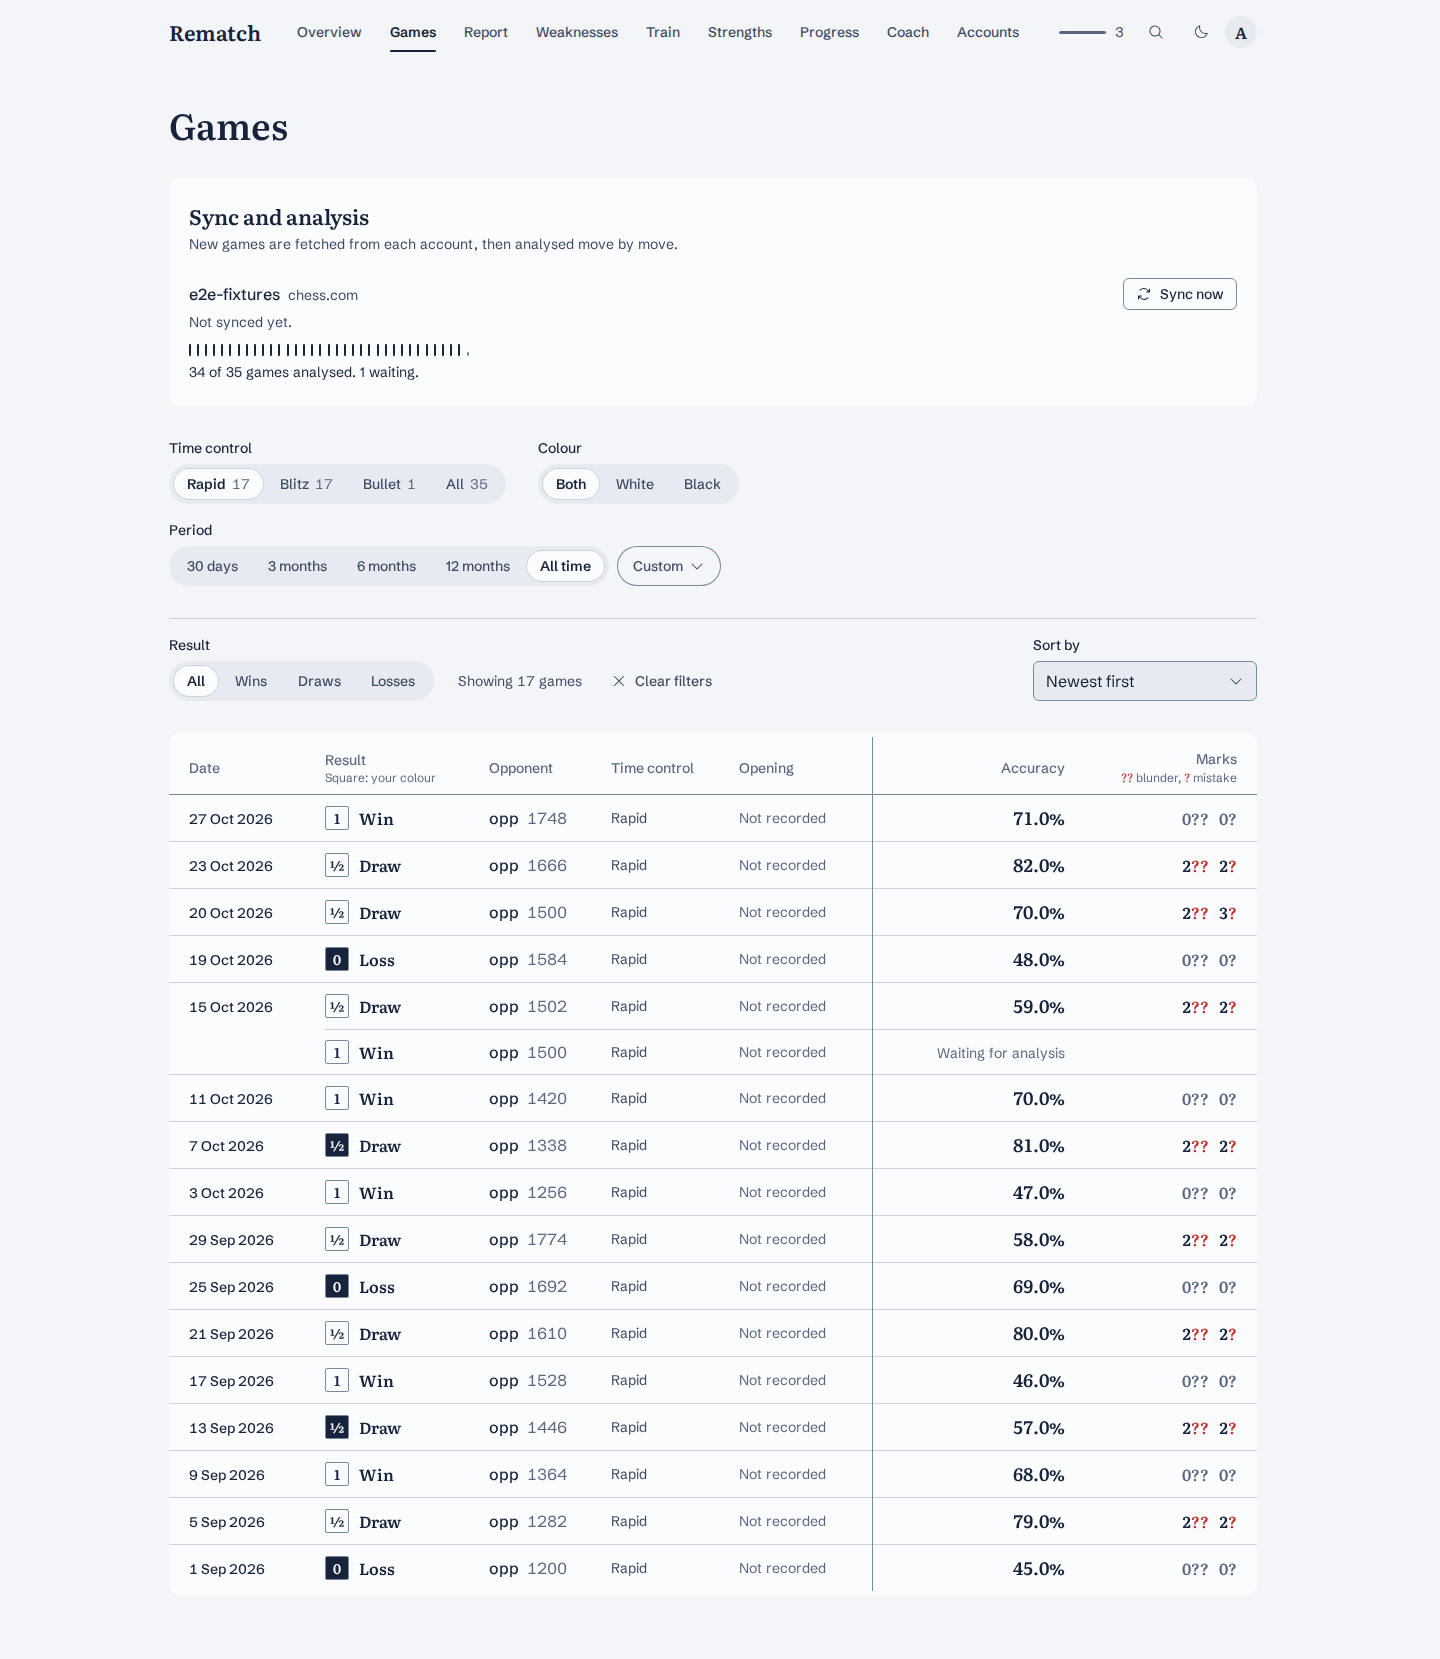 Rematch Overview Games Report Weaknesses Train Strengths Progress Coach Accounts 3 A
Games
Sync and analysis
New games are fetched from each account, then analysed move by move.
e2e-fixtures chess.com Sync now
Not synced yet.
34 of 35 games analysed. 1 waiting.
Time control Colour
Rapid 17 Blitz 17 Bullet 1 All 35 Both White Black
Period
30 days 3 months 6 months 12 months All time Custom
Result Sort by
All Wins Draws Losses Showing 17 games Clear filters Newest first
Date Result Opponent Time control Opening Accuracy Marks
Square: your colour ?? blunder, ? mistake
27 Oct 2026 1 Win opp 1748 Rapid Not recorded 71.0% 0?? 0?
23 Oct 2026 ½ Draw opp 1666 Rapid Not recorded 82.0% 2?? 2?
20 Oct 2026 ½ Draw opp 1500 Rapid Not recorded 70.0% 2?? 3?
19 Oct 2026 0 Loss opp 1584 Rapid Not recorded 48.0% 0?? 0?
15 Oct 2026 ½ Draw opp 1502 Rapid Not recorded 59.0% 2?? 2?
1 Win opp 1500 Rapid Not recorded Waiting for analysis
11 Oct 2026 1 Win opp 1420 Rapid Not recorded 70.0% 0?? 0?
7 Oct 2026 ½ Draw opp 1338 Rapid Not recorded 81.0% 2?? 2?
3 Oct 2026 1 Win opp 1256 Rapid Not recorded 47.0% 0?? 0?
29 Sep 2026 ½ Draw opp 1774 Rapid Not recorded 58.0% 2?? 2?
25 Sep 2026 0 Loss opp 1692 Rapid Not recorded 69.0% 0?? 0?
21 Sep 2026 ½ Draw opp 1610 Rapid Not recorded 80.0% 2?? 2?
17 Sep 2026 1 Win opp 1528 Rapid Not recorded 46.0% 0?? 0?
13 Sep 2026 ½ Draw opp 1446 Rapid Not recorded 57.0% 2?? 2?
9 Sep 2026 1 Win opp 1364 Rapid Not recorded 68.0% 0?? 0?
5 Sep 2026 ½ Draw opp 1282 Rapid Not recorded 79.0% 2?? 2?
1 Sep 2026 0 Loss opp 1200 Rapid Not recorded 45.0% 0?? 0?